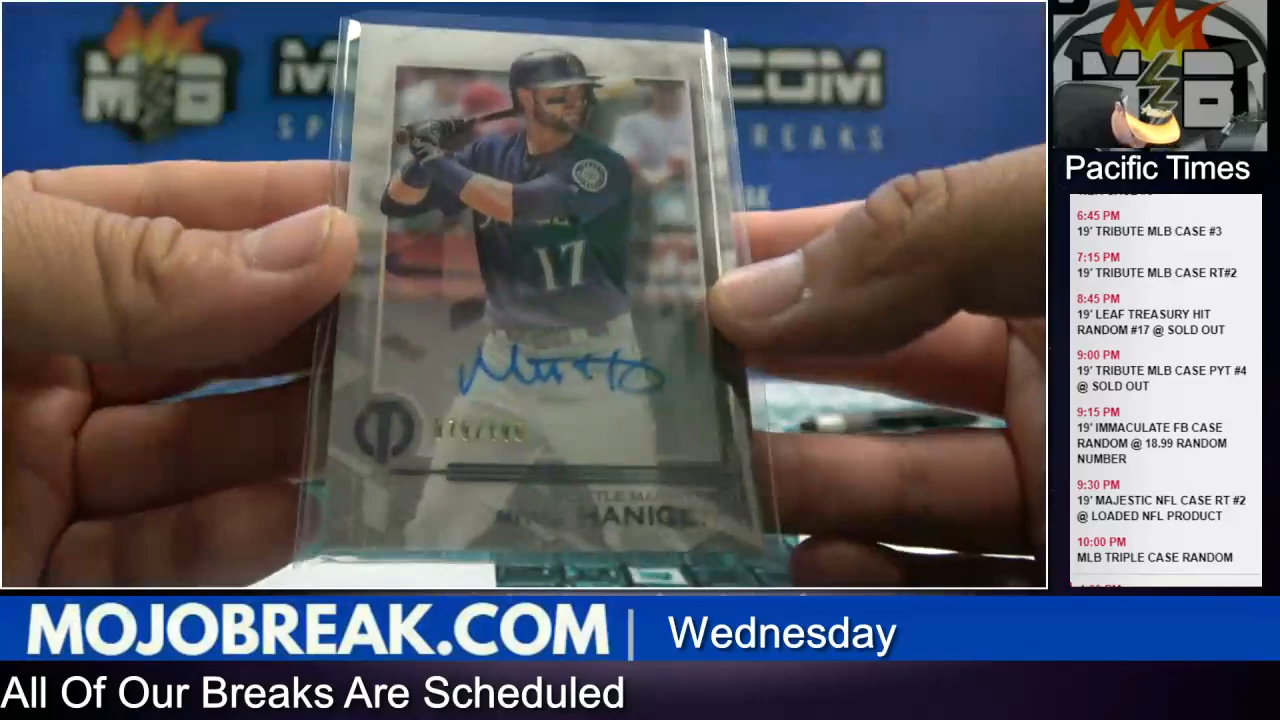 M B
.COM
M B
17
HANIGE
Pacific Times
6:45 PM
19' TRIBUTE MLB CASE #3
7:15 PM
19' TRIBUTE MLB CASE RT#2
8:45 PM
19' LEAF TREASURY HIT
RANDOM #17 @ SOLD OUT
9:00 PM
19' TRIBUTE MLB CASE PYT #4
@ SOLD OUT
9:15 PM
19' IMMACULATE FB CASE
RANDOM @ 18.99 RANDOM
NUMBER
9:30 PM
19' MAJESTIC NFL CASE RT #2
@ LOADED NFL PRODUCT
10:00 PM
MLB TRIPLE CASE RANDOM
MOJOBREAK.COM | Wednesday
All Of Our Breaks Are Scheduled